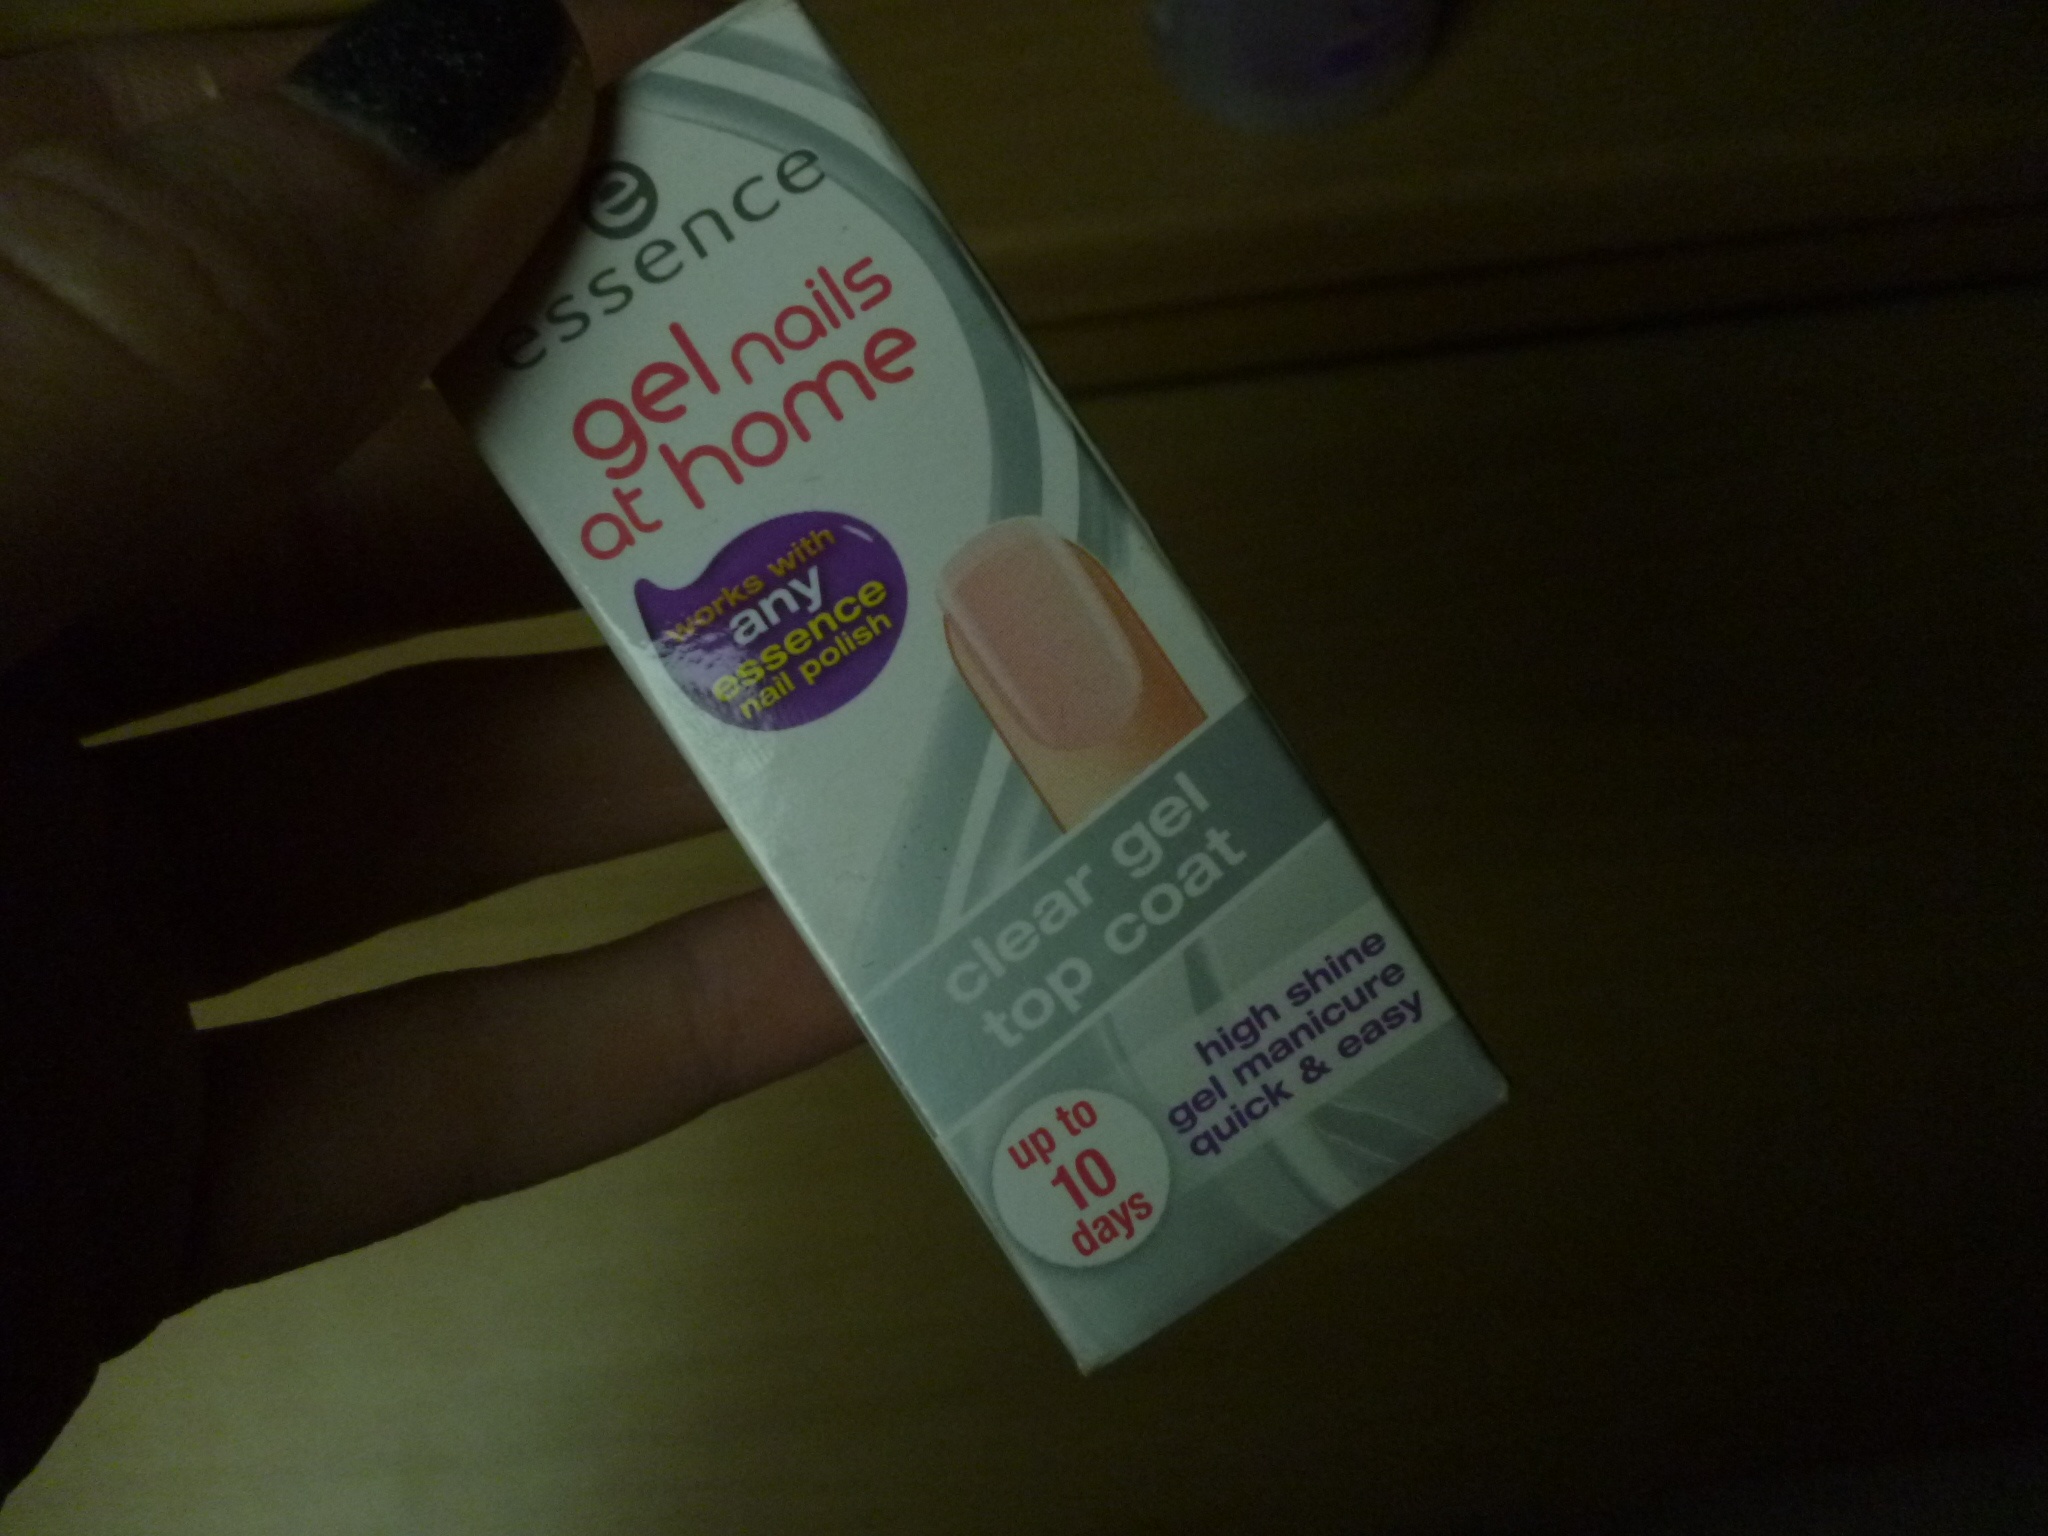 e
essence
gel nails
at home
works with
any
essence
nail polish
clear gel
top coat
high shine
gel manicure
quick & easy
up to
10
days